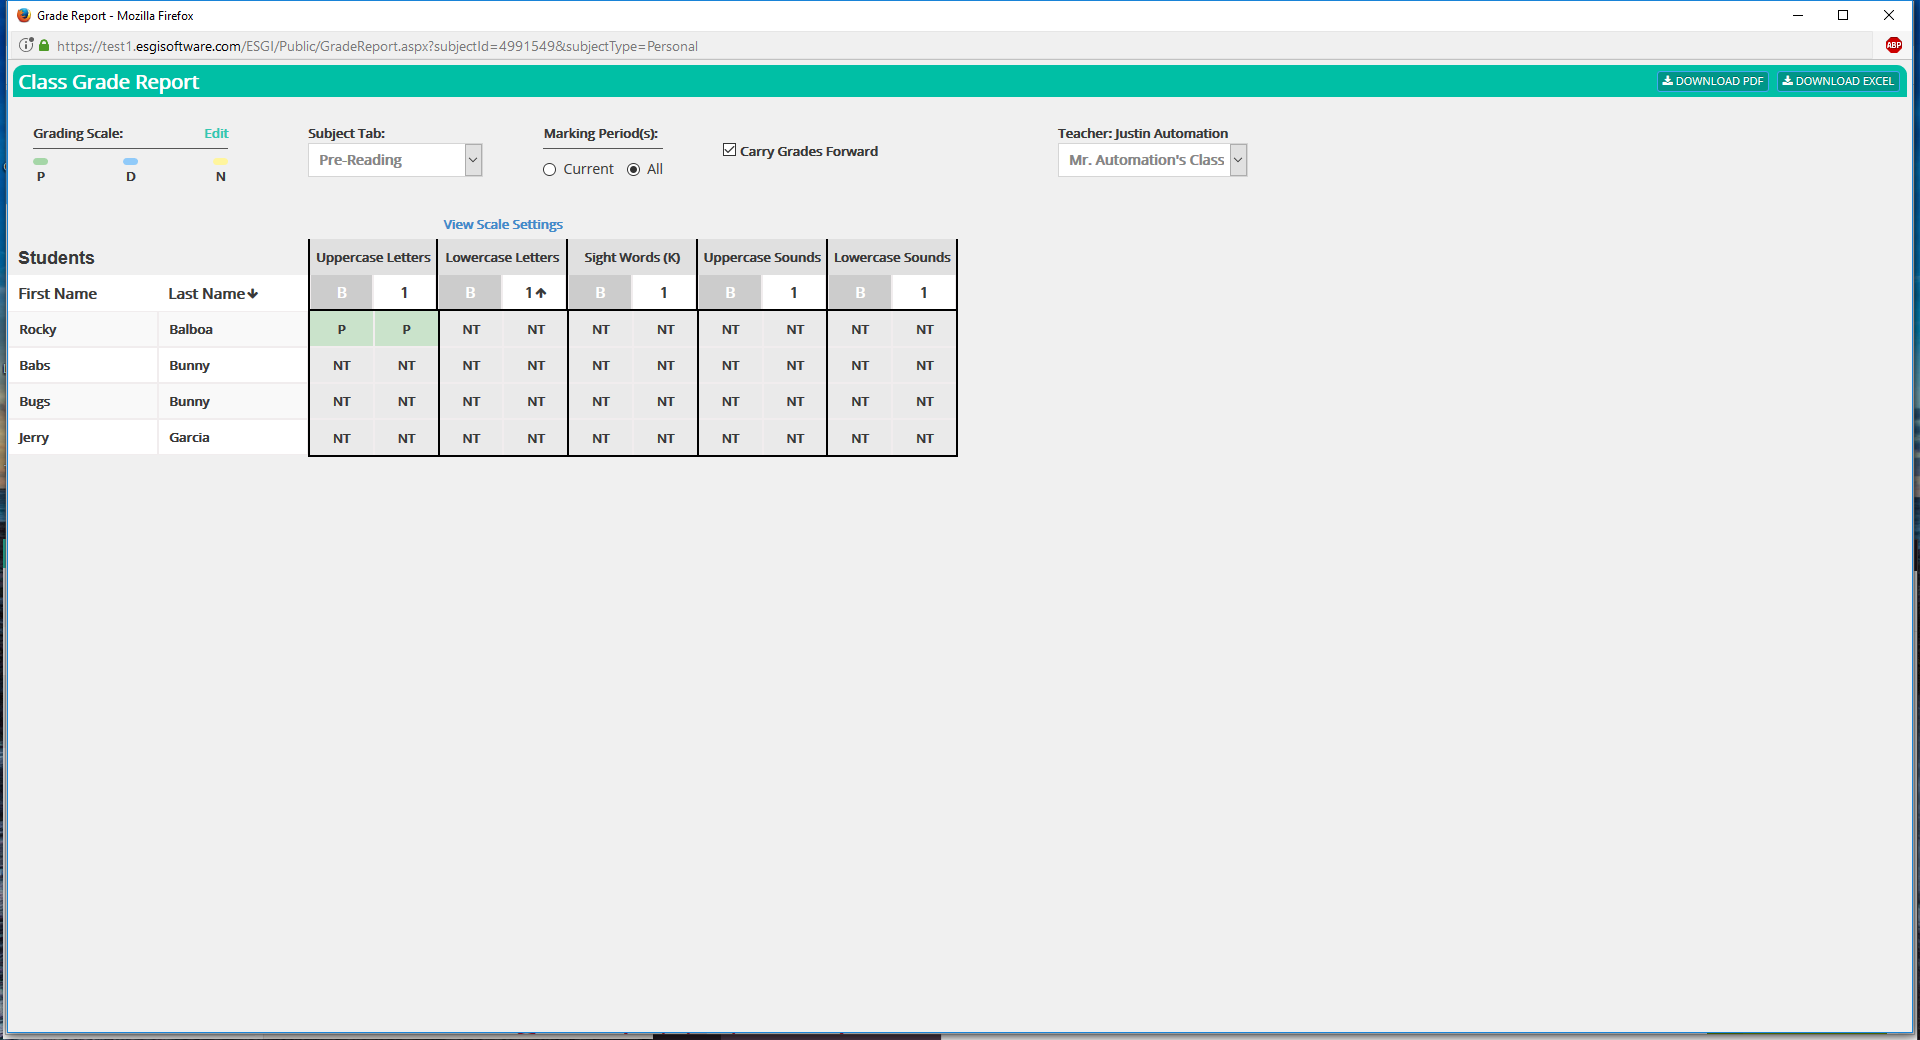 Grade Report - Mozilla Firefox
https://test1.esgisoftware.com/ESGI/Public/GradeReport.aspx?subjectId=4991549&subjectType=Personal
ABP
Class Grade Report
DOWNLOAD PDF
DOWNLOAD EXCEL
Grading Scale: Edit
P D N
Subject Tab:
Pre-Reading
Marking Period(s):
Current All
Carry Grades Forward
Teacher: Justin Automation
Mr. Automation's Class
View Scale Settings
Students Uppercase Letters Lowercase Letters Sight Words (K) Uppercase Sounds Lowercase Sounds
First Name Last Name B 1 B 1 B 1 B 1 B 1
Rocky Balboa P P NT NT NT NT NT NT NT NT
Babs Bunny NT NT NT NT NT NT NT NT NT NT
Bugs Bunny NT NT NT NT NT NT NT NT NT NT
Jerry Garcia NT NT NT NT NT NT NT NT NT NT